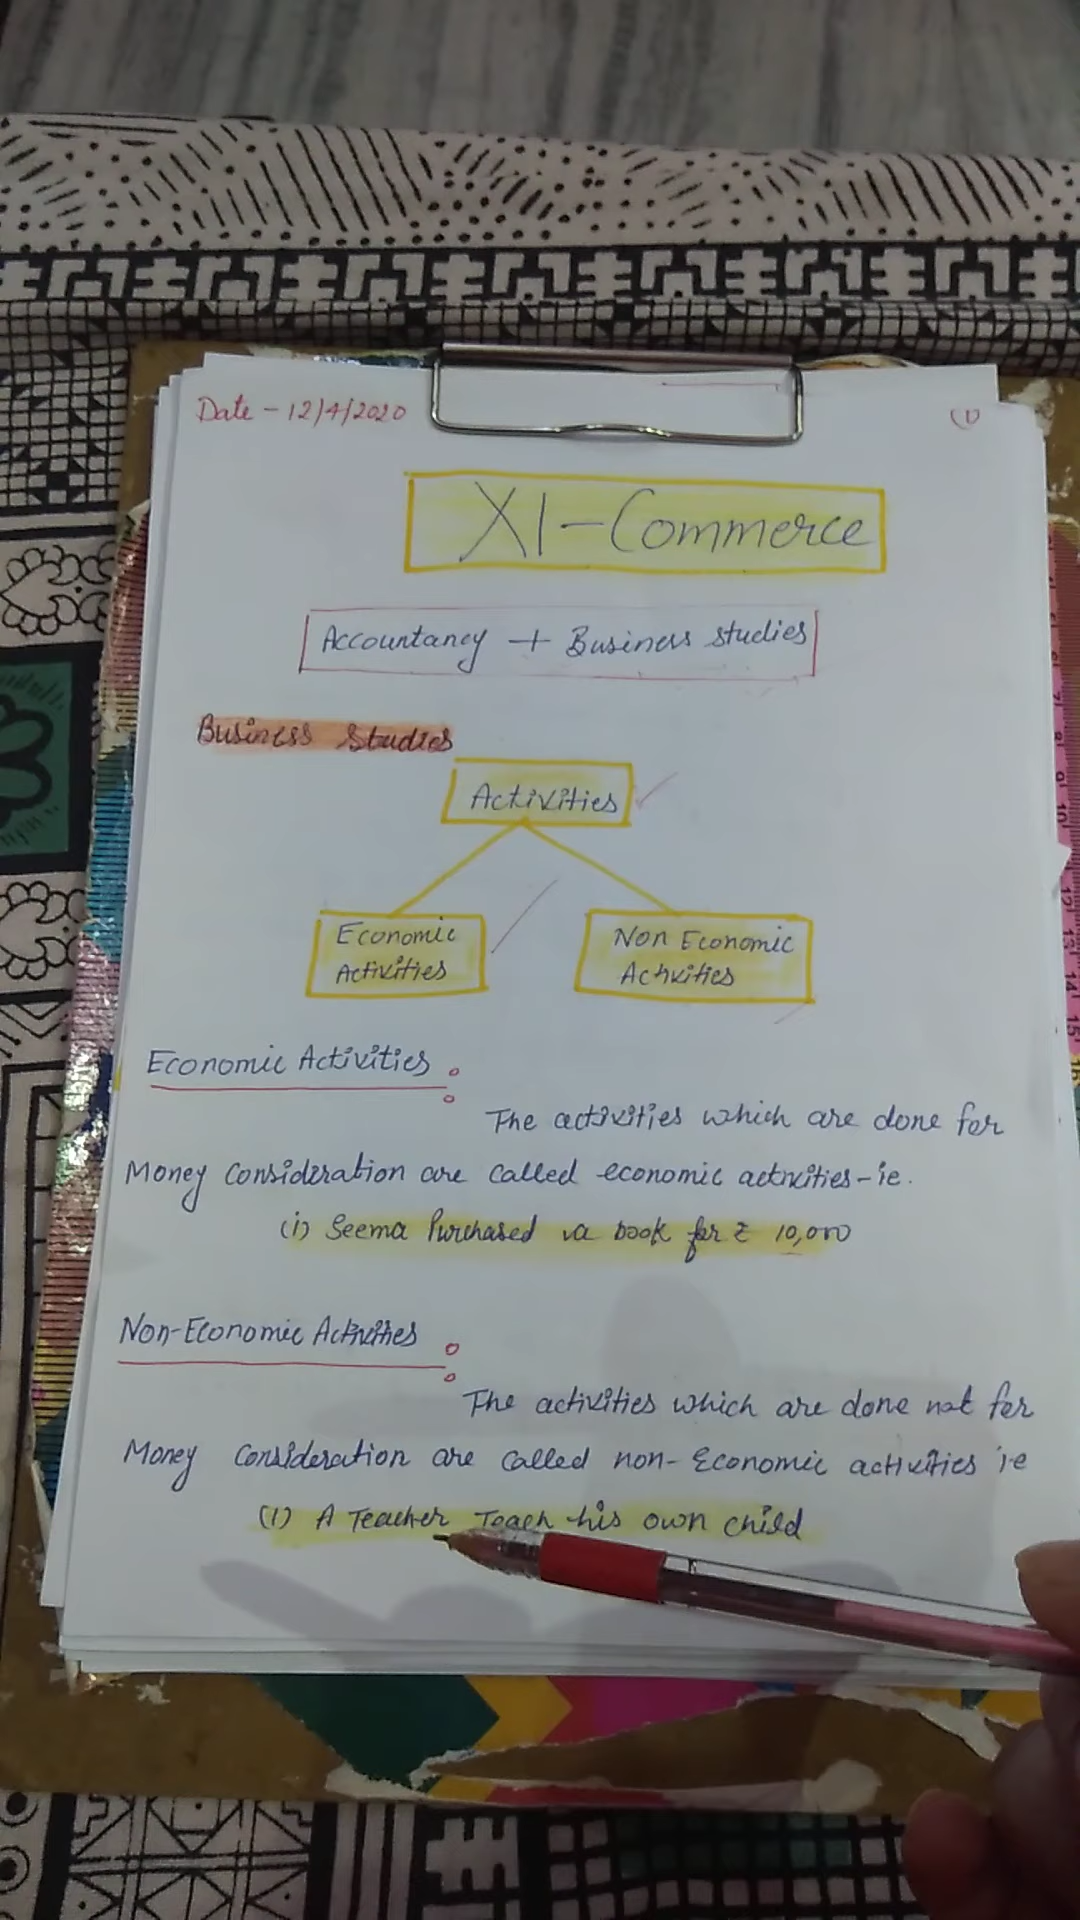 Date - 12/4/2020
(1)
XI-Commerce
Accountancy + Business studies
Business Studies
Activities
Economic
Activities
Non Economic
Activities
Economic Activities :
The activities which are done for
Money consideration are called economic activities-ie.
(i) Seema Purchased a book for ₹ 10,000
Non-Economic Activities :
The activities which are done not for
Money consideration are called non-Economic activities ie
(1) A Teacher Teach his own child